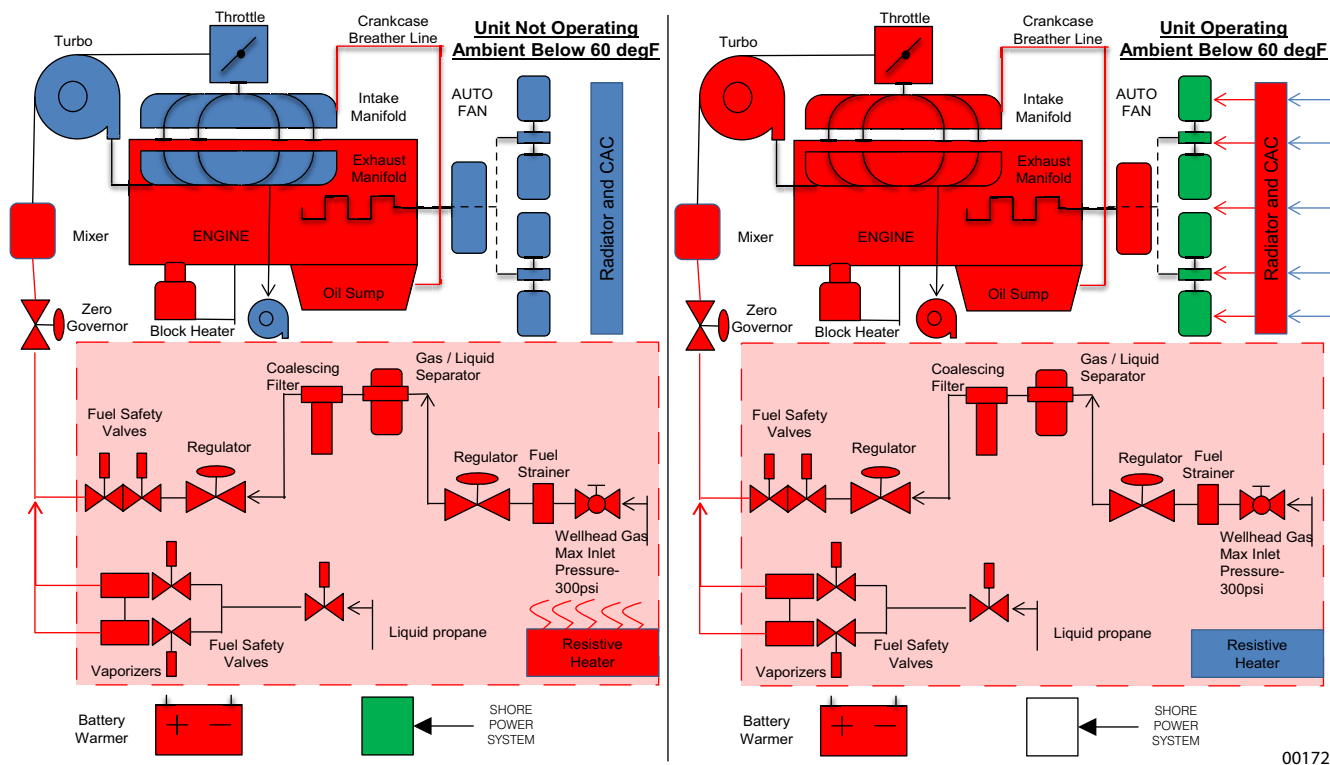 Throttle
Crankcase
Breather Line
Unit Not Operating
Ambient Below 60 degF
Turbo
AUTO
FAN
Intake
Manifold
Exhaust
Manifold
Radiator and CAC
Mixer
ENGINE
Oil Sump
Zero
Governor
Block Heater
Coalescing
Filter
Gas / Liquid
Separator
Fuel Safety
Valves
Regulator
Regulator
Fuel
Strainer
Wellhead Gas
Max Inlet
Pressure-
300psi
Liquid propane
Fuel Safety
Valves
Vaporizers
Resistive
Heater
Battery
Warmer
+ –
SHORE
POWER
SYSTEM
Throttle
Crankcase
Breather Line
Unit Operating
Ambient Below 60 degF
Turbo
AUTO
FAN
Intake
Manifold
Exhaust
Manifold
Radiator and CAC
Mixer
ENGINE
Oil Sump
Zero
Governor
Block Heater
Coalescing
Filter
Gas / Liquid
Separator
Fuel Safety
Valves
Regulator
Regulator
Fuel
Strainer
Wellhead Gas
Max Inlet
Pressure-
300psi
Liquid propane
Fuel Safety
Valves
Vaporizers
Resistive
Heater
Battery
Warmer
+ –
SHORE
POWER
SYSTEM
00172